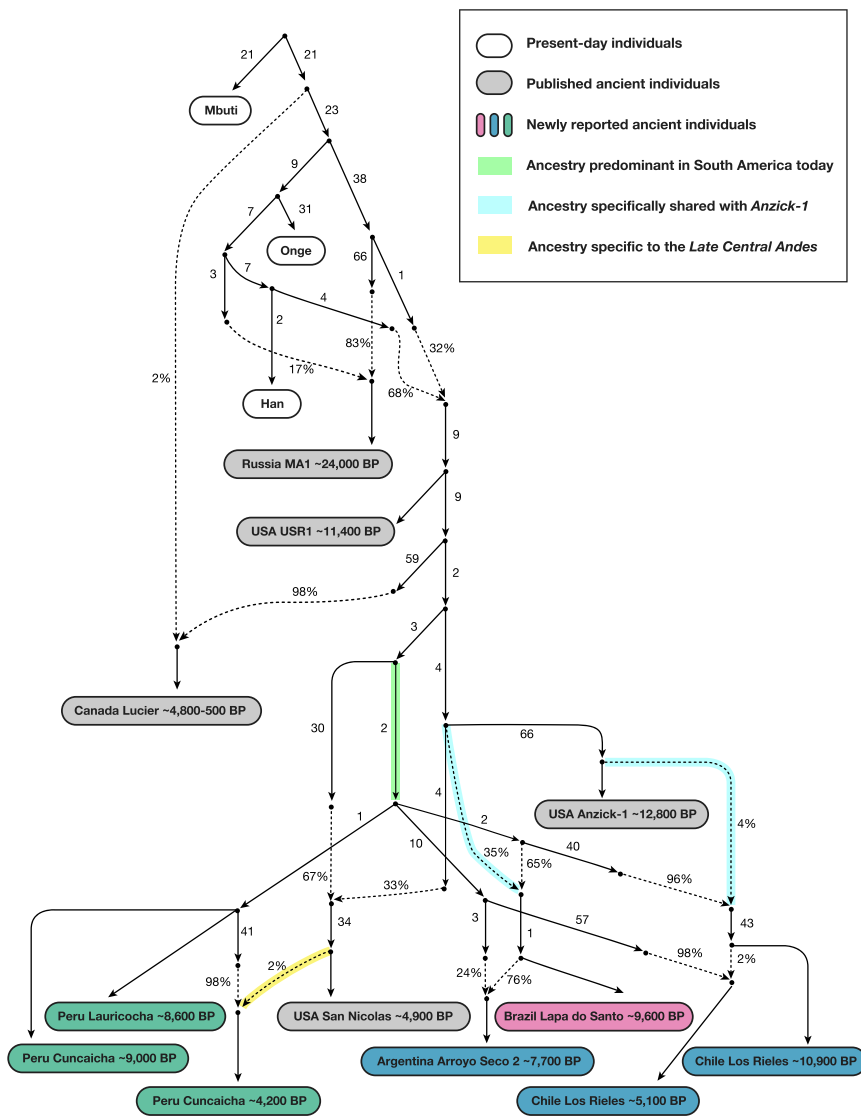 Present-day individuals
Published ancient individuals
Newly reported ancient individuals
Ancestry predominant in South America today
Ancestry specifically shared with Anzick-1
Ancestry specific to the Late Central Andes
21
21
Mbuti
23
9
38
7
31
Onge
3
7
66
1
4
2
83%
32%
17%
2%
68%
Han
9
Russia MA1 ~24,000 BP
9
USA USR1 ~11,400 BP
59
2
98%
3
4
Canada Lucier ~4,800-500 BP
30
2
66
4
USA Anzick-1 ~12,800 BP
1
2
4%
10
35%
65%
40
67%
33%
96%
41
34
3
1
57
43
98%
2%
24%
76%
98%
2%
Peru Lauricocha ~8,600 BP
USA San Nicolas ~4,900 BP
Brazil Lapa do Santo ~9,600 BP
Peru Cuncaicha ~9,000 BP
Argentina Arroyo Seco 2 ~7,700 BP
Chile Los Rieles ~10,900 BP
Peru Cuncaicha ~4,200 BP
Chile Los Rieles ~5,100 BP